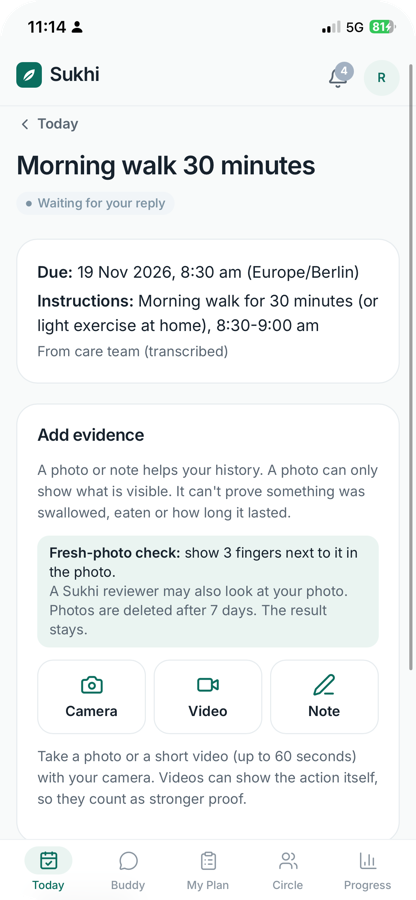 11:14
5G 81
Sukhi
4
R
Today
Morning walk 30 minutes
Waiting for your reply
Due: 19 Nov 2026, 8:30 am (Europe/Berlin)
Instructions: Morning walk for 30 minutes (or
light exercise at home), 8:30-9:00 am
From care team (transcribed)
Add evidence
A photo or note helps your history. A photo can only
show what is visible. It can't prove something was
swallowed, eaten or how long it lasted.
Fresh-photo check: show 3 fingers next to it in
the photo.
A Sukhi reviewer may also look at your photo.
Photos are deleted after 7 days. The result
stays.
Camera Video Note
Take a photo or a short video (up to 60 seconds)
with your camera. Videos can show the action itself,
so they count as stronger proof.
Today Buddy My Plan Circle Progress